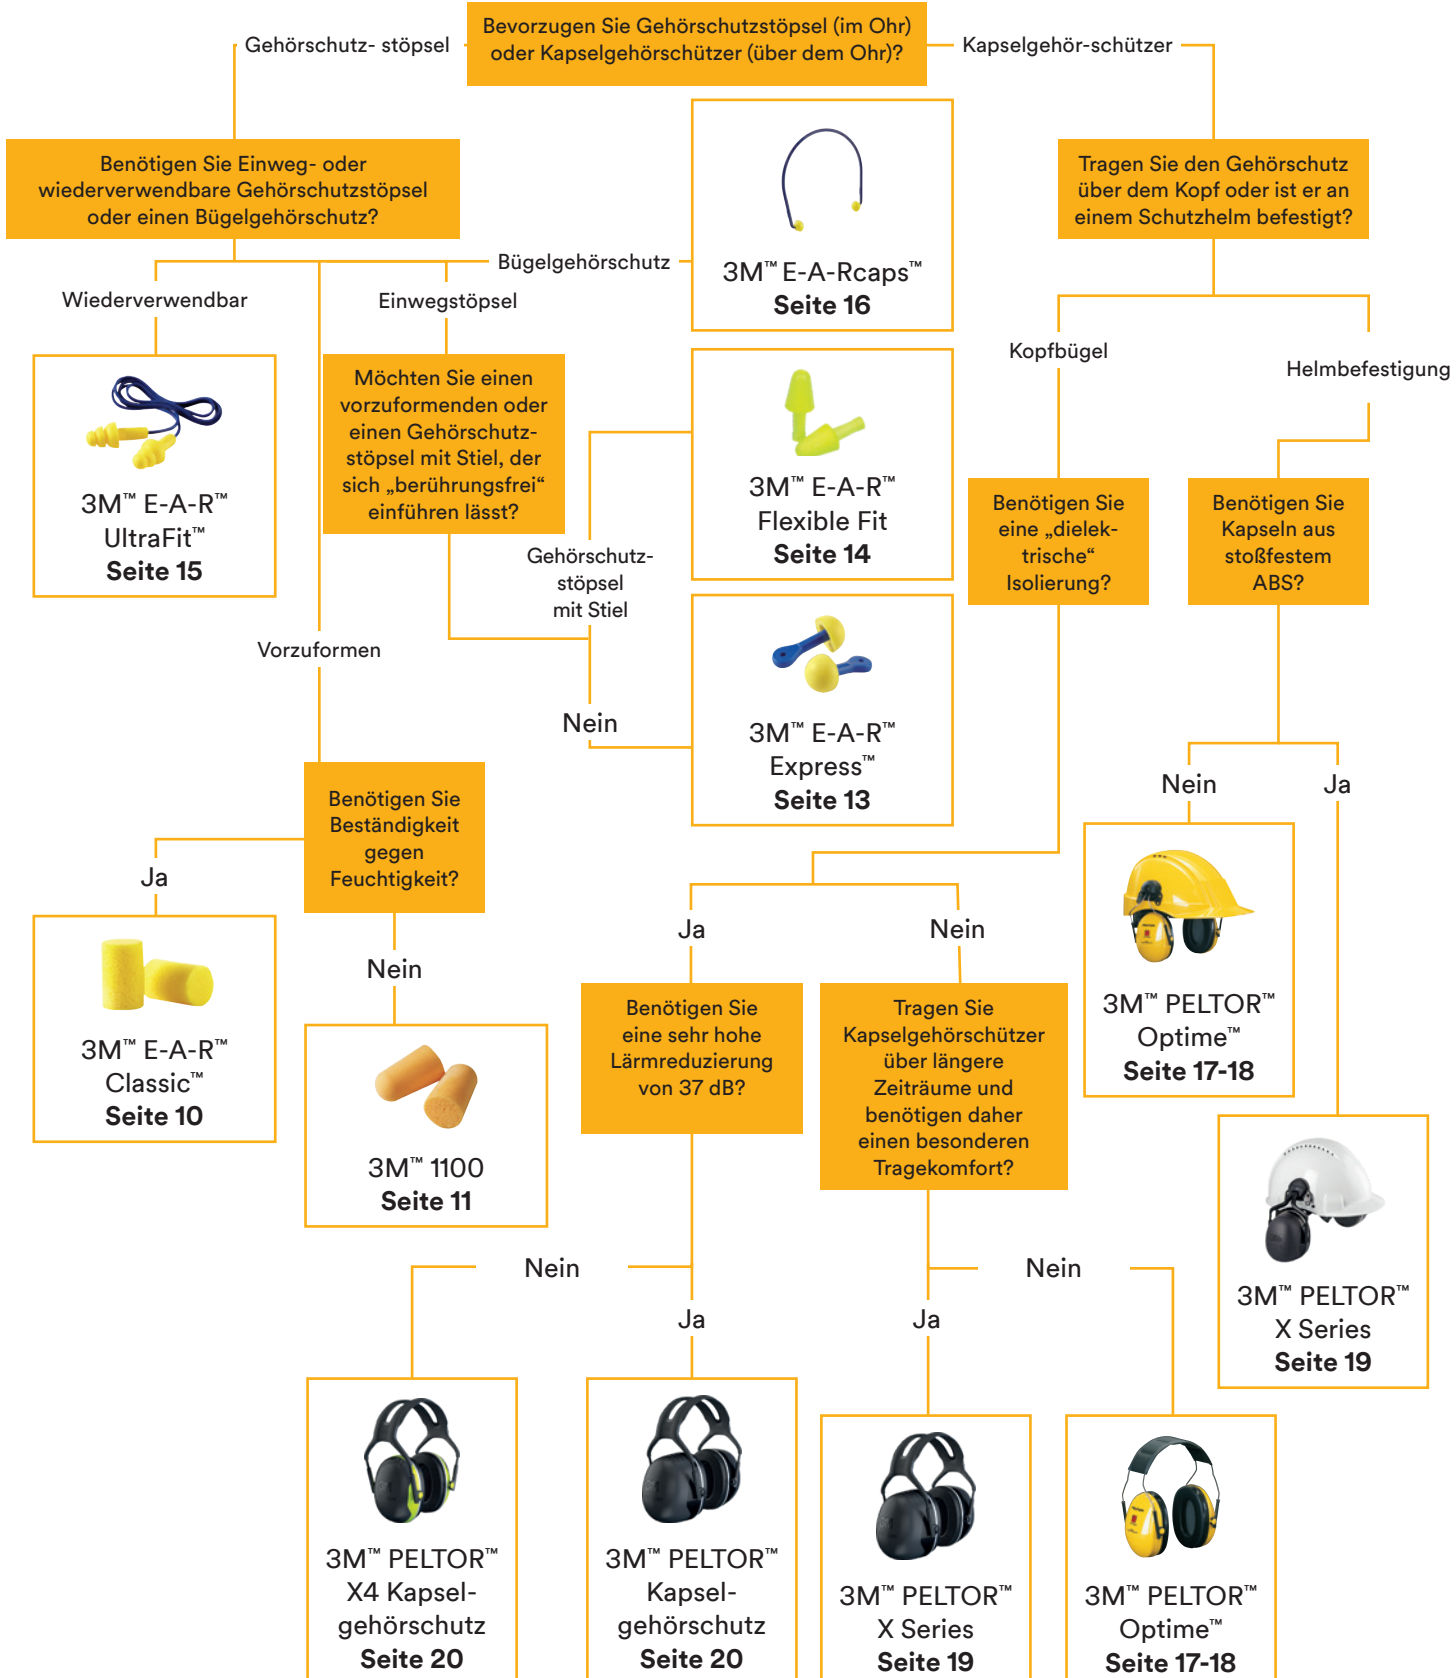 Bevorzugen Sie Gehörschutzstöpsel (im Ohr)
oder Kapselgehörschützer (über dem Ohr)?
Gehörschutz- stöpsel
Kapselgehör-schützer
Benötigen Sie Einweg- oder
wiederverwendbare Gehörschutzstöpsel
oder einen Bügelgehörschutz?
Tragen Sie den Gehörschutz
über dem Kopf oder ist er an
einem Schutzhelm befestigt?
Bügelgehörschutz
3M™ E-A-Rcaps™
Seite 16
Wiederverwendbar
Einwegstöpsel
Kopfbügel
Helmbefestigung
3M™ E-A-R™
UltraFit™
Seite 15
Möchten Sie einen
vorzuformenden oder
einen Gehörschutz-
stöpsel mit Stiel, der
sich „berührungsfrei“
einführen lässt?
3M™ E-A-R™
Flexible Fit
Seite 14
Benötigen Sie
eine „dielek-
trische“
Isolierung?
Benötigen Sie
Kapseln aus
stoßfestem
ABS?
Gehörschutz-
stöpsel
mit Stiel
Vorzuformen
Nein
3M™ E-A-R™
Express™
Seite 13
Nein
Ja
Benötigen Sie
Beständigkeit
gegen
Feuchtigkeit?
Ja
Nein
3M™ E-A-R™
Classic™
Seite 10
3M™ 1100
Seite 11
Ja
Nein
Benötigen Sie
eine sehr hohe
Lärmreduzierung
von 37 dB?
Tragen Sie
Kapselgehörschützer
über längere
Zeiträume und
benötigen daher
einen besonderen
Tragekomfort?
3M™ PELTOR™
Optime™
Seite 17-18
3M™ PELTOR™
X Series
Seite 19
Nein
Ja
Ja
Nein
3M™ PELTOR™
X4 Kapsel-
gehörschutz
Seite 20
3M™ PELTOR™
Kapsel-
gehörschutz
Seite 20
3M™ PELTOR™
X Series
Seite 19
3M™ PELTOR™
Optime™
Seite 17-18